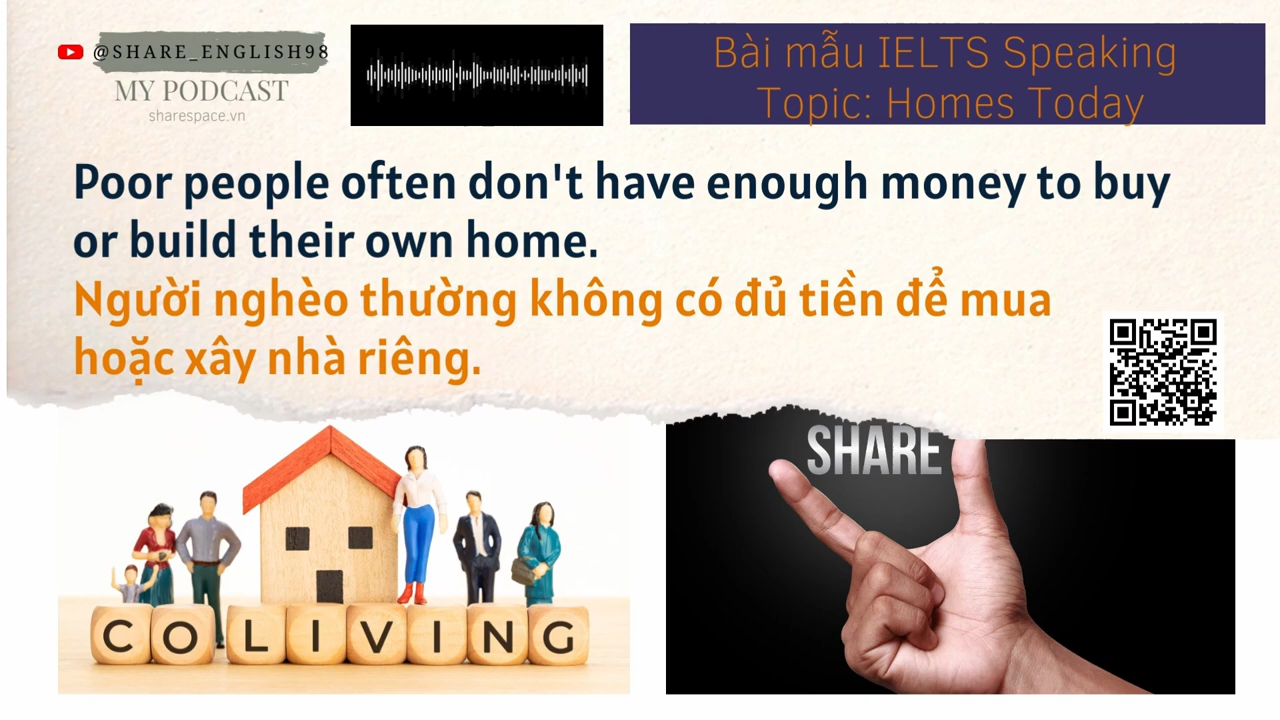 @SHARE_ENGLISH98
MY PODCAST
sharespace.vn
Bài mẫu IELTS Speaking
Topic: Homes Today
Poor people often don't have enough money to buy
or build their own home.
Người nghèo thường không có đủ tiền để mua
hoặc xây nhà riêng.
SHARE
COLIVING